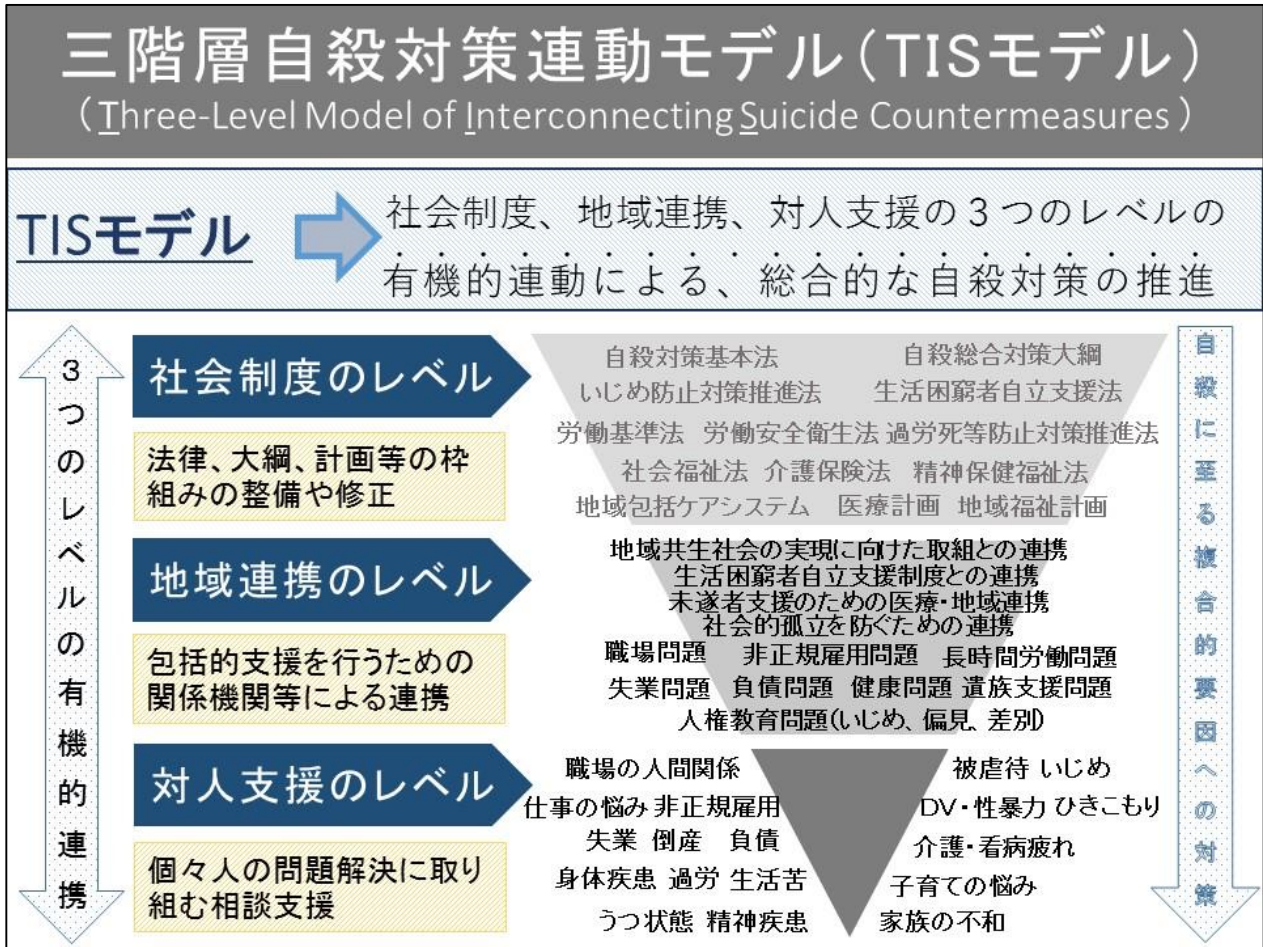 三階層自殺対策連動モデル(TISモデル)
(Three-Level Model of Interconnecting Suicide Countermeasures)
TISモデル
社会制度、地域連携、対人支援の3つのレベルの
有機的連動による、総合的な自殺対策の推進
3つのレベルの有機的連携
社会制度のレベル
法律、大綱、計画等の枠
組みの整備や修正
自殺対策基本法 自殺総合対策大綱
いじめ防止対策推進法 生活困窮者自立支援法
労働基準法 労働安全衛生法 過労死等防止対策推進法
社会福祉法 介護保険法 精神保健福祉法
地域包括ケアシステム 医療計画 地域福祉計画
地域連携のレベル
包括的支援を行うための
関係機関等による連携
地域共生社会の実現に向けた取組との連携
生活困窮者自立支援制度との連携
未遂者支援のための医療・地域連携
社会的孤立を防ぐための連携
職場問題 非正規雇用問題 長時間労働問題
失業問題 負債問題 健康問題 遺族支援問題
人権教育問題(いじめ、偏見、差別)
対人支援のレベル
個々人の問題解決に取り
組む相談支援
職場の人間関係 被虐待 いじめ
仕事の悩み 非正規雇用 DV・性暴力 ひきこもり
失業 倒産 負債 介護・看病疲れ
身体疾患 過労 生活苦 子育ての悩み
うつ状態 精神疾患 家族の不和
自殺に至る複合的要因への対策